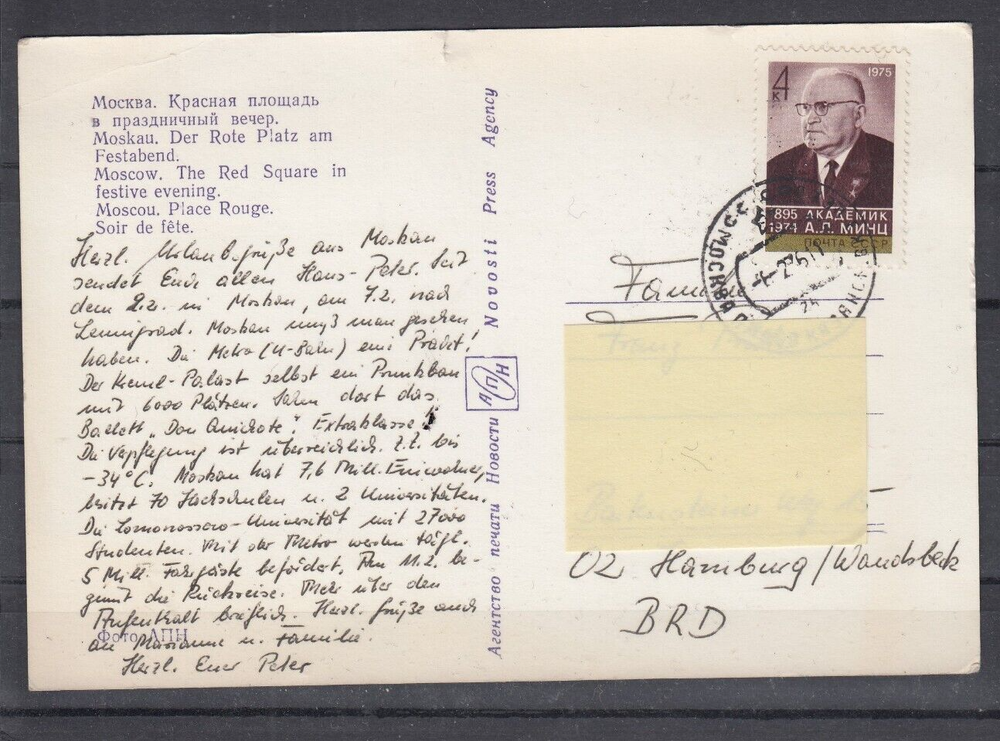 Москва. Красная площадь
в праздничный вечер.
Moskau. Der Rote Platz am
Festabend.
Moscow. The Red Square in
festive evening.
Moscou. Place Rouge.
Soir de fête.
Herzl. Urlaubsgrüße aus Moskau
sendet Euch allen Hans-Peter. Seit
dem 2.2. in Moskau, am 7.2. nach
Leningrad. Moskau muß man gesehen
haben. Die Metro (U-Bahn) eine Pracht!
Der Kreml-Palast selbst ein Prunkbau
mit 6000 Plätzen. Sahn dort das
Ballett „Don Quichote". Extraklasse!
Die Verpflegung ist überreichlich. Z.T. bis
-34°C. Moskau hat 7,6 Mill. Einwohner,
besitzt 70 Fachschulen u. 2 Universitäten.
Die Lomonossow-Universität mit 27000
Studenten. Mit der Metro werden tägl.
5 Mill. Fahrgäste befördert. Am 11.2. be-
ginnt die Rückreise. Mehr über den
Aufenthalt brieflich. Herzl. Grüße auch
an Marianne u. Familie.
Фото АПН
Herzl. Euer Peter
Агентство печати Новости АПН Novosti Press Agency
4 к
1975
1895 АКАДЕМИК
1974 А.Л. МИНЦ
ПОЧТА СССР
МОСКВА
Familie
Franz
02 Hamburg/Wandsbek
BRD